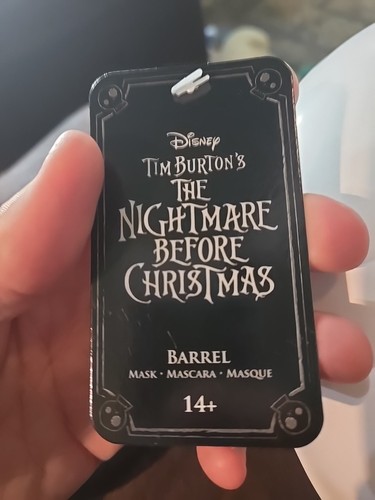 Disney
Tim Burton's
The
Nightmare
Before
Christmas
Barrel
Mask · Mascara · Masque
14+